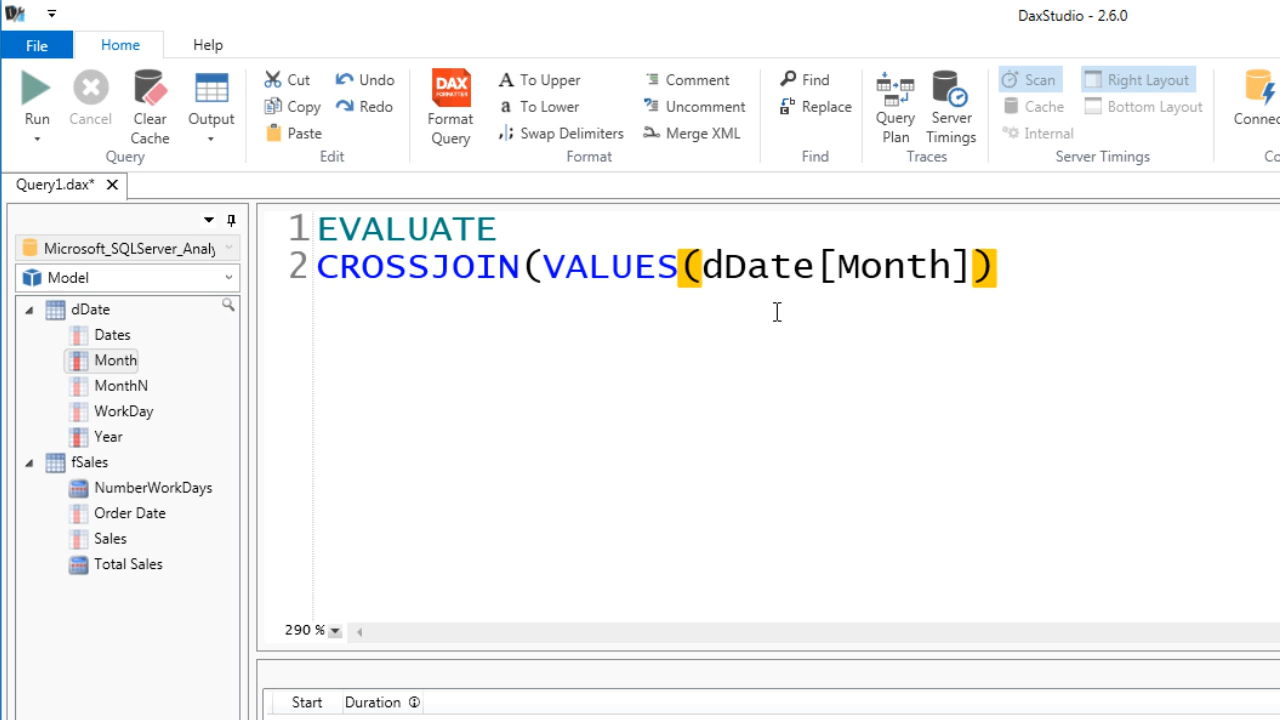 DaxStudio - 2.6.0
File Home Help
Run Cancel Clear Cache Output
Query
Cut Undo
Copy Redo
Paste
Edit
DAX FORMATTER Format Query
To Upper Comment
To Lower Uncomment
Swap Delimiters Merge XML
Format
Find
Replace
Find
Query Plan Server Timings
Traces
Scan Right Layout
Cache Bottom Layout
Internal
Server Timings
Connec
Co
Query1.dax*
Microsoft_SQLServer_Analy
Model
dDate
Dates
Month
MonthN
WorkDay
Year
fSales
NumberWorkDays
Order Date
Sales
Total Sales
1 EVALUATE
2 CROSSJOIN(VALUES(dDate[Month])
290 %
Start Duration